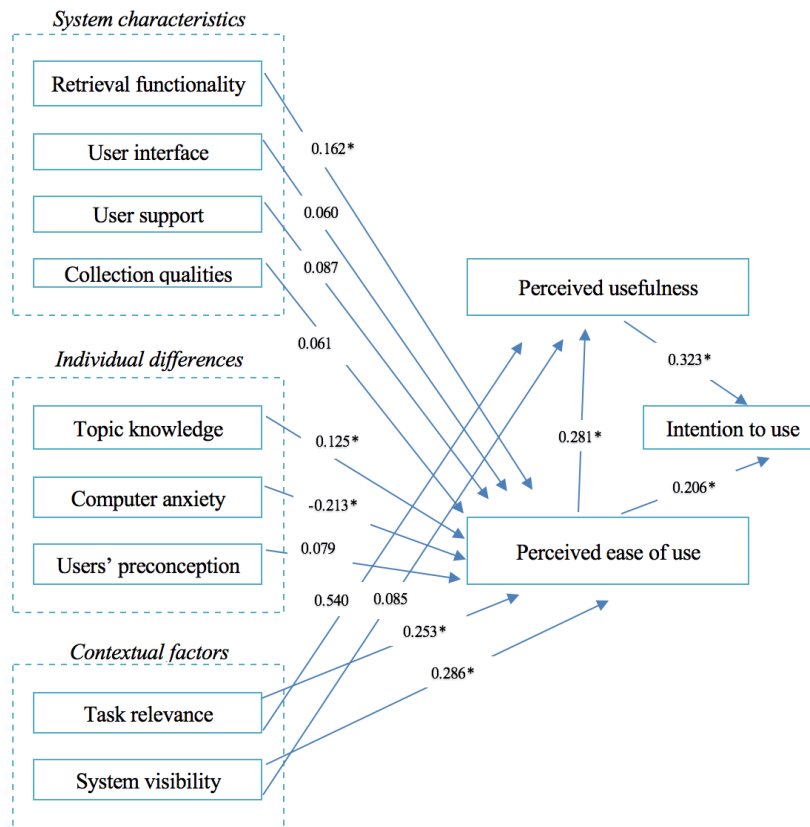 System characteristics
Retrieval functionality
User interface
User support
Collection qualities
0.162*
0.060
0.087
0.061
Perceived usefulness
0.323*
Intention to use
0.281*
0.206*
Perceived ease of use
Individual differences
Topic knowledge
Computer anxiety
Users’ preconception
0.125*
-0.213*
0.079
0.540
0.085
0.253*
0.286*
Contextual factors
Task relevance
System visibility